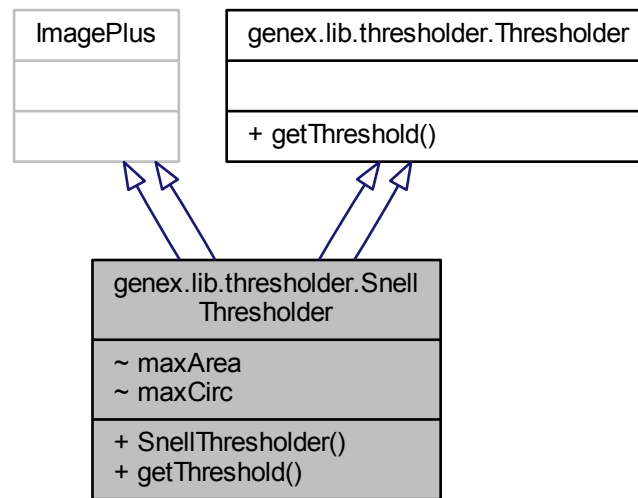 ImagePlus
genex.lib.thresholder.Thresholder
+ getThreshold()
genex.lib.thresholder.Snell
Thresholder
~ maxArea
~ maxCirc
+ SnellThresholder()
+ getThreshold()